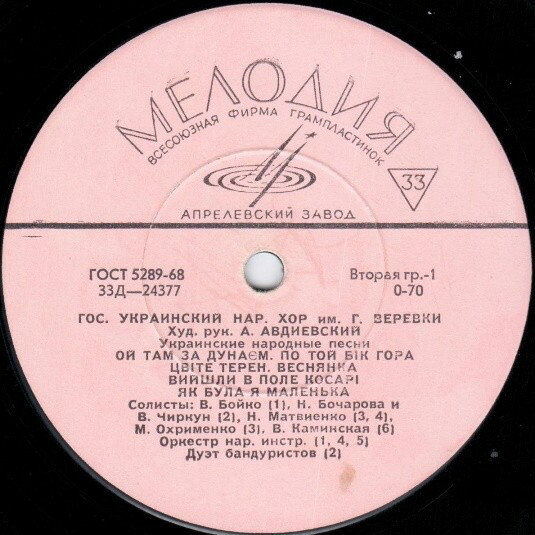 МЕЛОДИЯ
ВСЕСОЮЗНАЯ ФИРМА ГРАМПЛАСТИНОК
33
АПРЕЛЕВСКИЙ ЗАВОД
ГОСТ 5289-68 Вторая гр.-1
33Д—24377 0-70
ГОС. УКРАИНСКИЙ НАР. ХОР им. Г. ВЕРЕВКИ
Худ. рук. А. АВДИЕВСКИЙ
Украинские народные песни
ОЙ ТАМ ЗА ДУНАЄМ. ПО ТОЙ БІК ГОРА
ЦВІТЕ ТЕРЕН. ВЕСНЯНКА
ВИЙШЛИ В ПОЛЕ КОСАРІ
ЯК БУЛА Я МАЛЕНЬКА
Солисты: В. Бойко (1), Н. Бочарова и
В. Чиркун (2), Н. Матвиенко (3, 4),
М. Охрименко (3), В. Каминская (6)
Оркестр нар. инстр. (1, 4, 5)
Дуэт бандуристов (2)